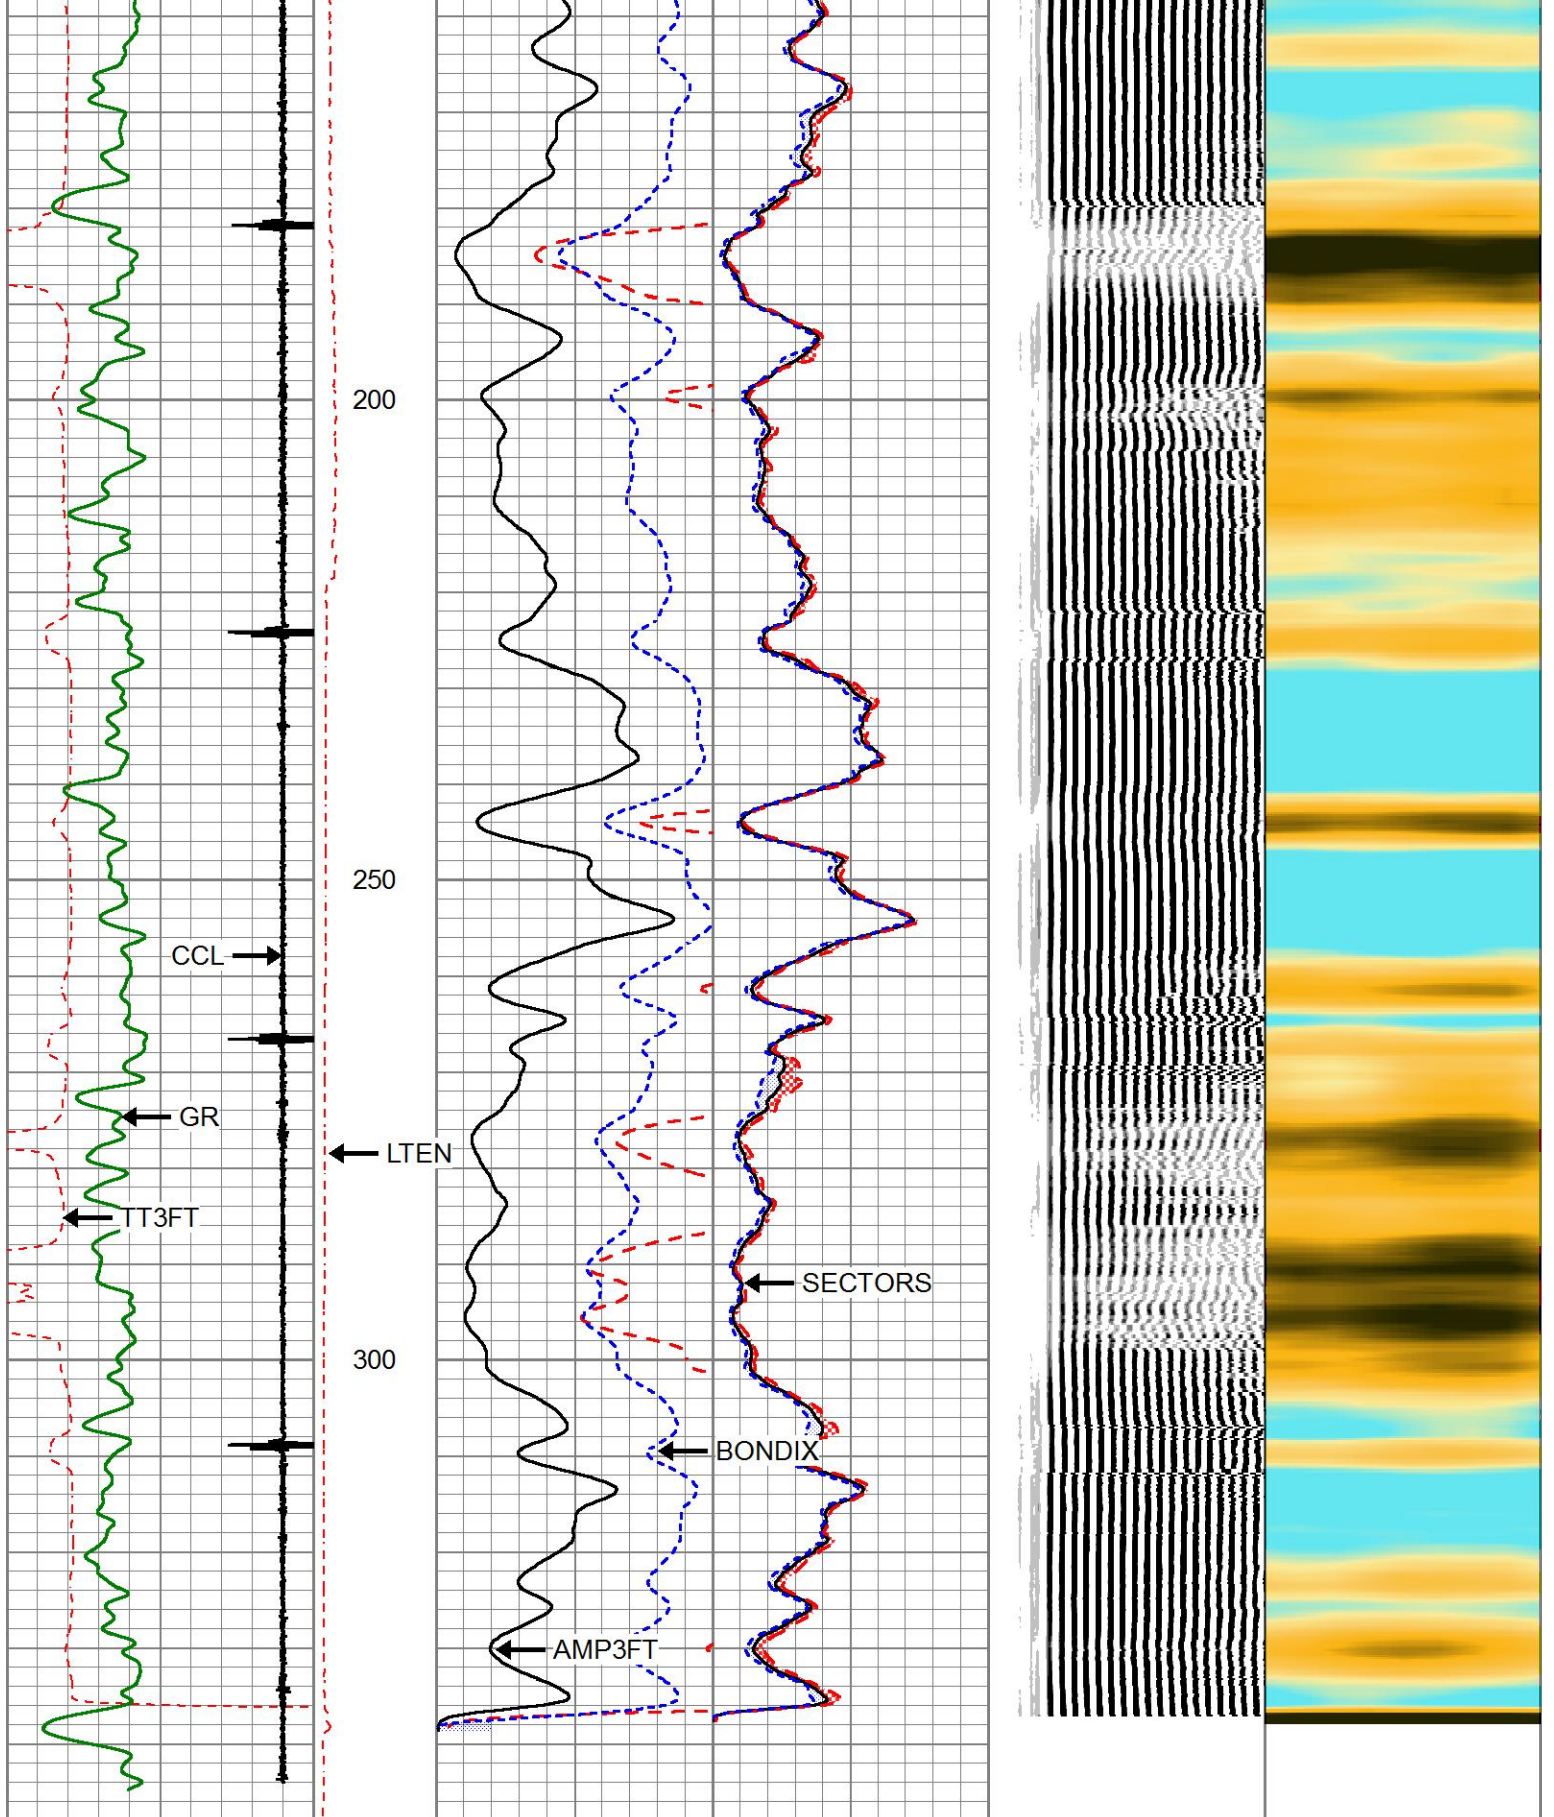 200
250
CCL
GR
LTEN
TT3FT
SECTORS
300
BONDIX
AMP3FT